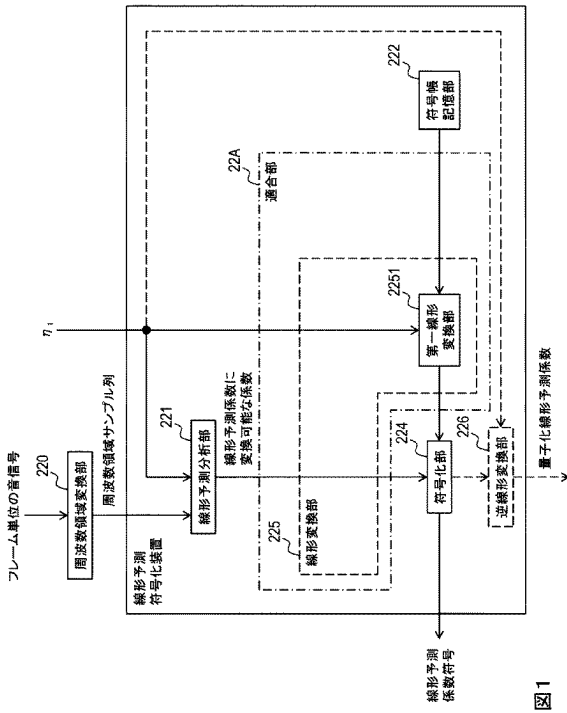 フレーム単位の音信号
220
周波数領域変換部
周波数領域サンプル列
η₁
線形予測
符号化装置
221
線形予測分析部
線形予測係数に
変換可能な係数
22A
適合部
222
符号帳
記憶部
225
線形変換部
2251
第一線形
変換部
224
符号化部
226
逆線形変換部
線形予測
係数符号
量子化線形予測係数
図1